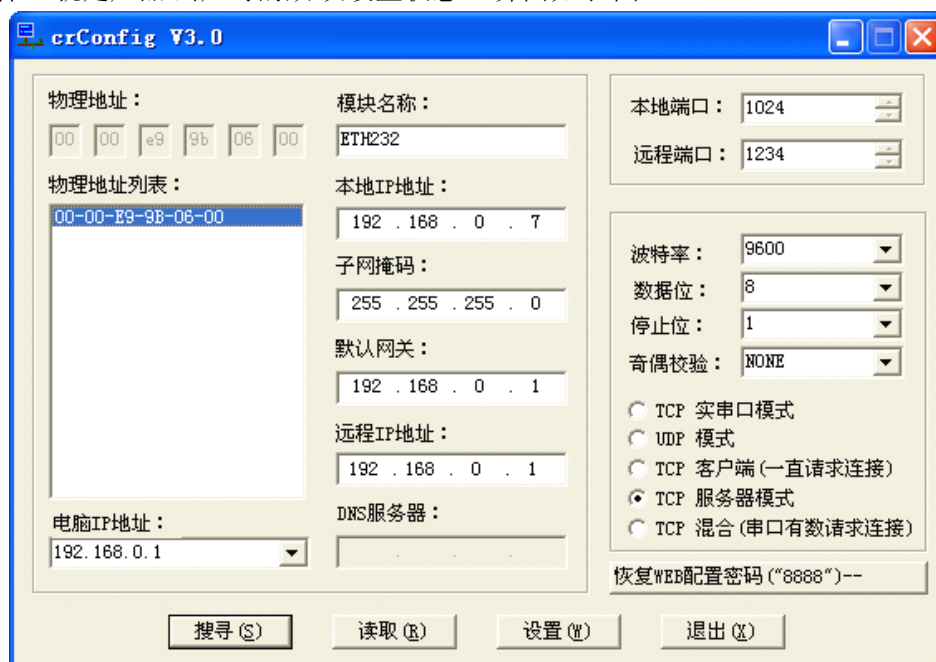 crConfig V3.0
物理地址：
00 00 e9 9b 06 00
物理地址列表：
00-00-E9-9B-06-00
电脑IP地址：
192.168.0.1
模块名称：
ETH232
本地IP地址：
192 . 168 . 0 . 7
子网掩码：
255 . 255 . 255 . 0
默认网关：
192 . 168 . 0 . 1
远程IP地址：
192 . 168 . 0 . 1
DNS服务器：
. . .
本地端口： 1024
远程端口： 1234
波特率： 9600
数据位： 8
停止位： 1
奇偶校验： NONE
TCP 实串口模式
UDP 模式
TCP 客户端(一直请求连接)
TCP 服务器模式
TCP 混合(串口有数请求连接)
恢复WEB配置密码("8888")--
搜寻(S) 读取(R) 设置(W) 退出(X)